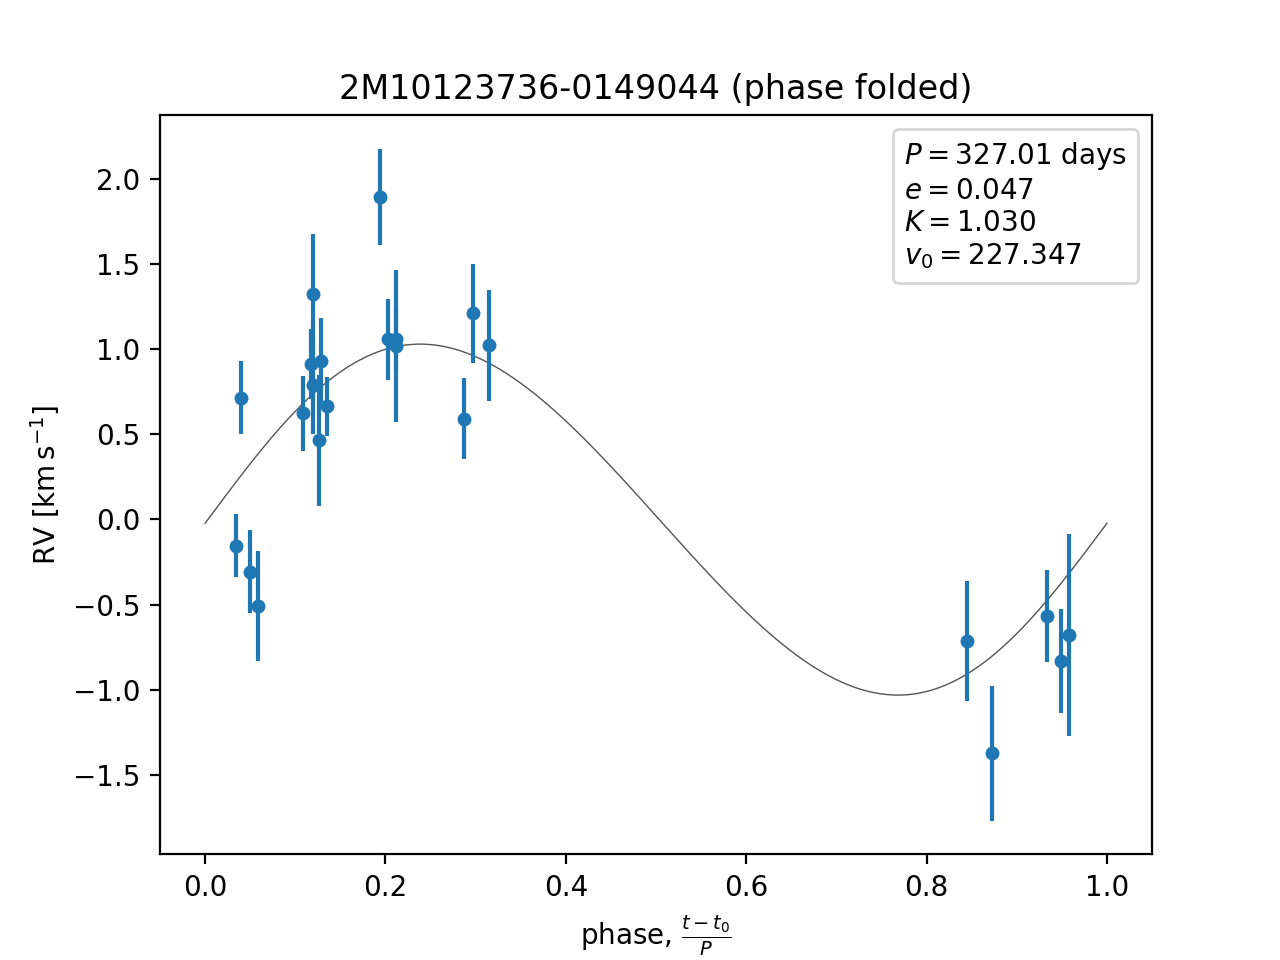 2M10123736-0149044 (phase folded)
P = 327.01 days
e = 0.047
K = 1.030
v₀ = 227.347
2.0
1.5
1.0
0.5
0.0
−0.5
−1.0
−1.5
RV [km s⁻¹]
0.0 0.2 0.4 0.6 0.8 1.0
phase, (t − t₀)/P